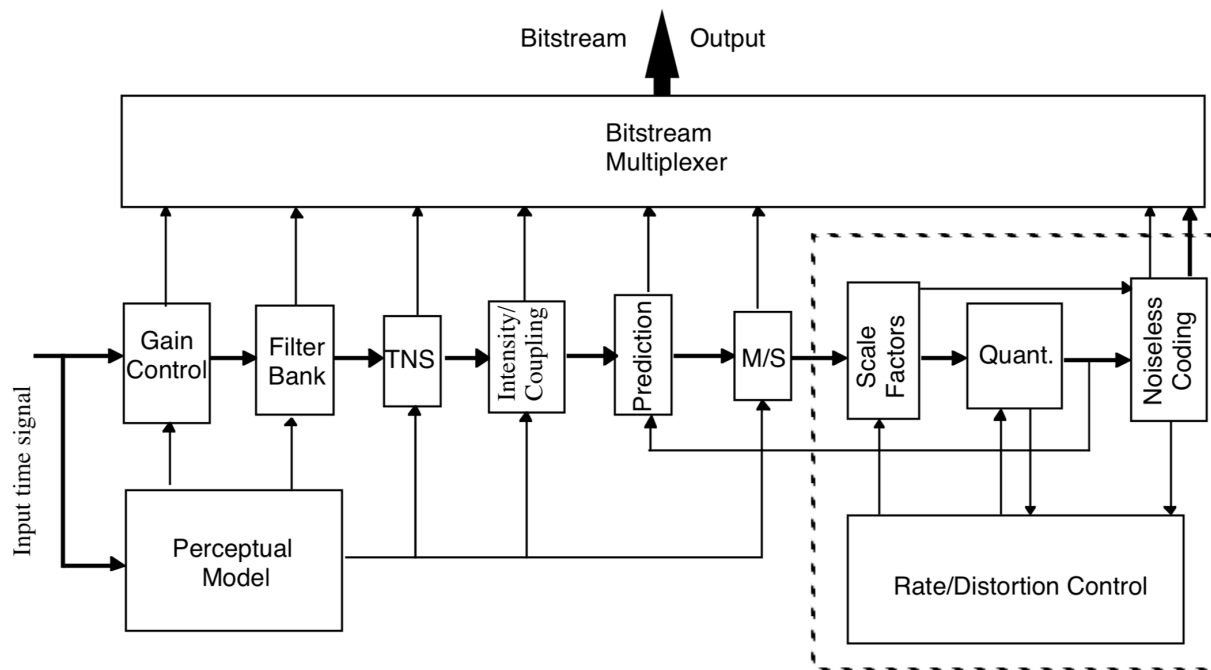 Bitstream Output
Bitstream
Multiplexer
Gain
Control
Filter
Bank
TNS
Intensity/
Coupling
Prediction
M/S
Scale
Factors
Quant.
Noiseless
Coding
Input time signal
Perceptual
Model
Rate/Distortion Control